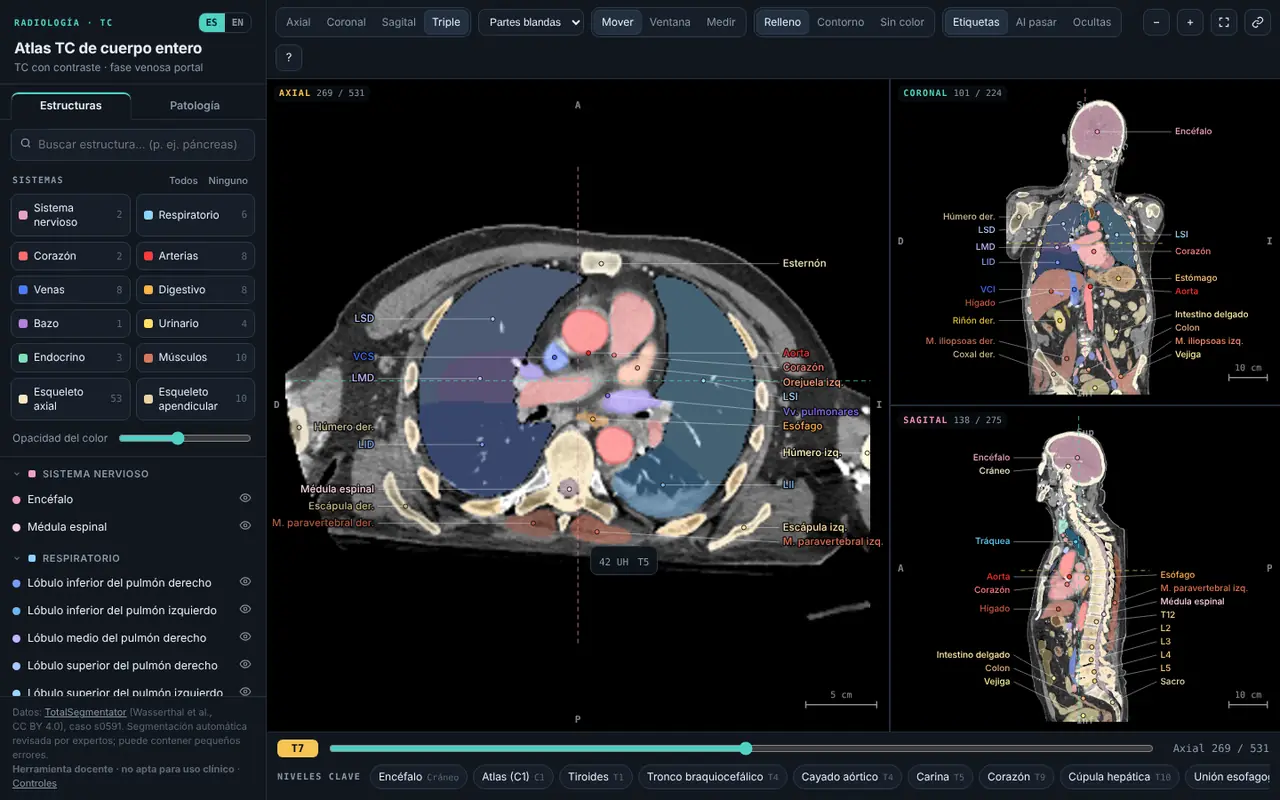 RADIOLOGÍA · TC
ES EN
Atlas TC de cuerpo entero
TC con contraste · fase venosa portal
Estructuras
Patología
Buscar estructura... (p. ej. páncreas)
SISTEMAS
Todos Ninguno
Sistema nervioso 2
Respiratorio 6
Corazón 2
Arterias 8
Venas 8
Digestivo 8
Bazo 1
Urinario 4
Endocrino 3
Músculos 10
Esqueleto axial 53
Esqueleto apendicular 10
Opacidad del color
SISTEMA NERVIOSO
Encéfalo
Médula espinal
RESPIRATORIO
Lóbulo inferior del pulmón derecho
Lóbulo inferior del pulmón izquierdo
Lóbulo medio del pulmón derecho
Lóbulo superior del pulmón derecho
Lóbulo superior del pulmón izquierdo
Datos: TotalSegmentator (Wasserthal et al.,
CC BY 4.0), caso s0591. Segmentación automática
revisada por expertos; puede contener pequeños
errores.
Herramienta docente · no apta para uso clínico ·
Controles
Axial Coronal Sagital Triple
Partes blandas
Mover Ventana Medir
Relleno Contorno Sin color
Etiquetas Al pasar Ocultas
− +
?
AXIAL 269 / 531
A
D
I
P
Esternón
LSD
VCS
LMD
Húmero der.
LID
Médula espinal
Escápula der.
M. paravertebral der.
Aorta
Corazón
Orejuela izq.
LSI
Vv. pulmonares
Esófago
Húmero izq.
LII
Escápula izq.
M. paravertebral izq.
42 UH T5
5 cm
CORONAL 101 / 224
D
I
Encéfalo
Húmero der.
LSD
LMD
LID
VCI
Hígado
Riñón der.
M. iliopsoas der.
Coxal der.
LSI
Corazón
Estómago
Aorta
Intestino delgado
Colon
M. iliopsoas izq.
Vejiga
10 cm
SAGITAL 138 / 275
Sup
A
P
Encéfalo
Cráneo
Tráquea
Aorta
Corazón
Hígado
Intestino delgado
Colon
Vejiga
Esófago
M. paravertebral izq.
Médula espinal
T12
L2
L3
L4
L5
Sacro
10 cm
T7
Axial 269 / 531
NIVELES CLAVE
Encéfalo Cráneo
Atlas (C1) C1
Tiroides T1
Tronco braquiocefálico T4
Cayado aórtico T4
Carina T5
Corazón T9
Cúpula hepática T10
Unión esofagog